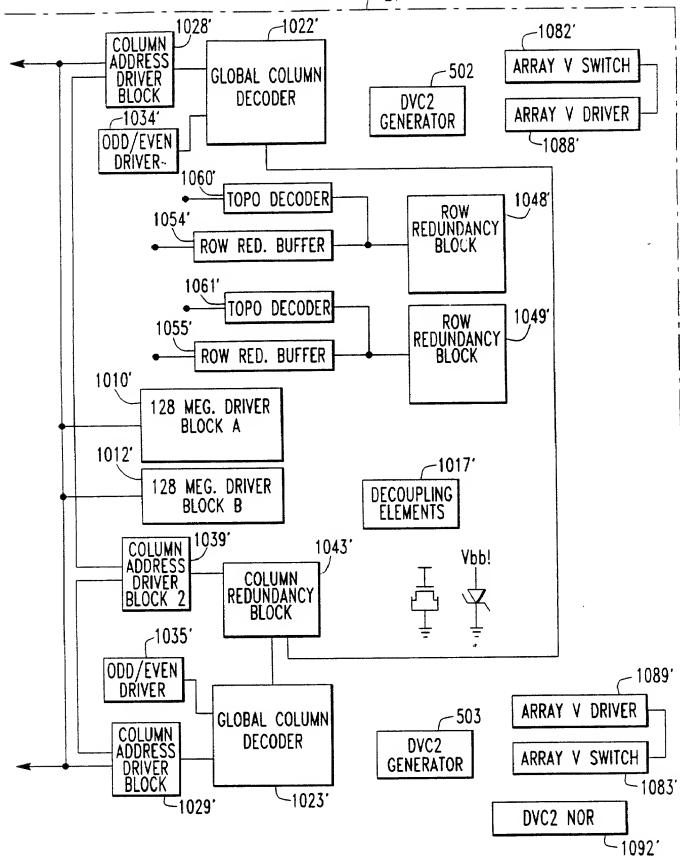 1028'
COLUMN
ADDRESS
DRIVER
BLOCK
1022'
GLOBAL COLUMN
DECODER
1034'
ODD/EVEN
DRIVER~
502
DVC2
GENERATOR
1082'
ARRAY V SWITCH
ARRAY V DRIVER
1088'
1060'
TOPO DECODER
1054'
ROW RED. BUFFER
1048'
ROW
REDUNDANCY
BLOCK
1061'
TOPO DECODER
1055'
ROW RED. BUFFER
1049'
ROW
REDUNDANCY
BLOCK
1010'
128 MEG. DRIVER
BLOCK A
1012'
128 MEG. DRIVER
BLOCK B
1017'
DECOUPLING
ELEMENTS
1039'
COLUMN
ADDRESS
DRIVER
BLOCK 2
1043'
COLUMN
REDUNDANCY
BLOCK
Vbb!
1035'
ODD/EVEN
DRIVER
COLUMN
ADDRESS
DRIVER
BLOCK
1029'
GLOBAL COLUMN
DECODER
1023'
503
DVC2
GENERATOR
1089'
ARRAY V DRIVER
ARRAY V SWITCH
1083'
DVC2 NOR
1092'